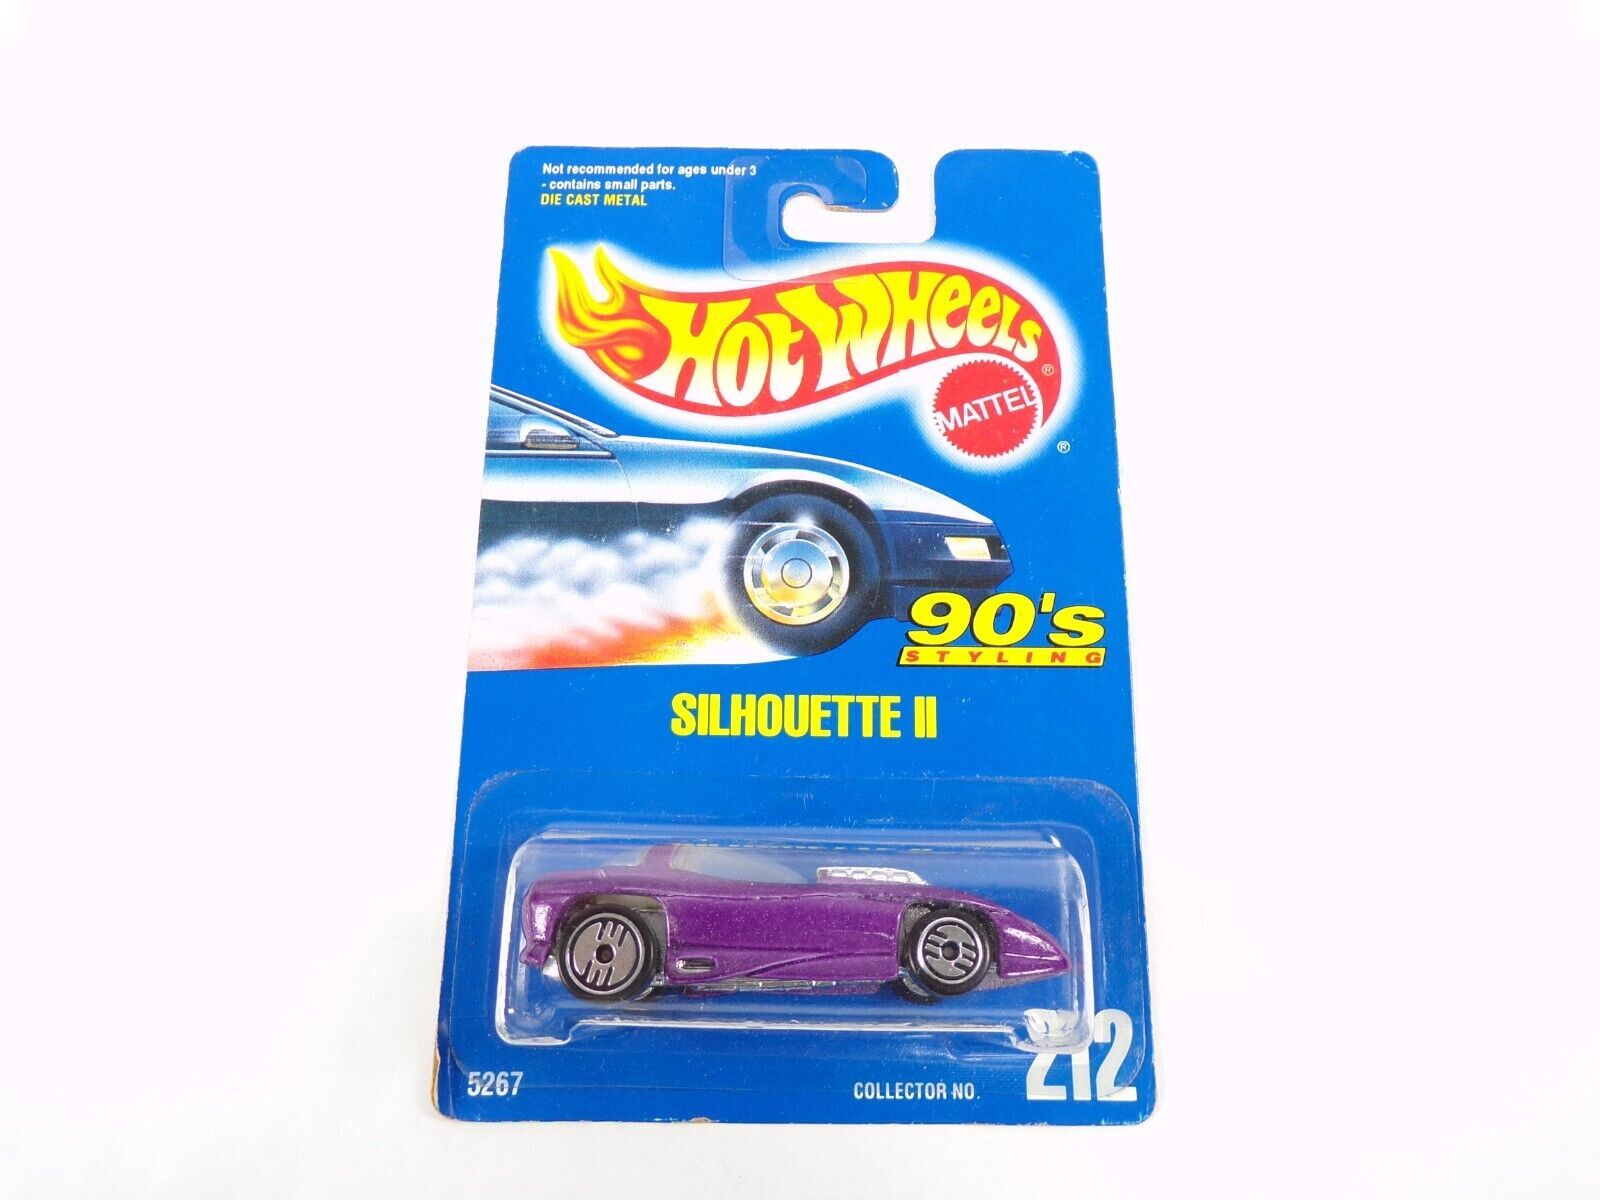 Not recommended for ages under 3
- contains small parts.
DIE CAST METAL
HOT WHEELS ®
MATTEL
®
90's
STYLING
SILHOUETTE II
5267
COLLECTOR NO. 212